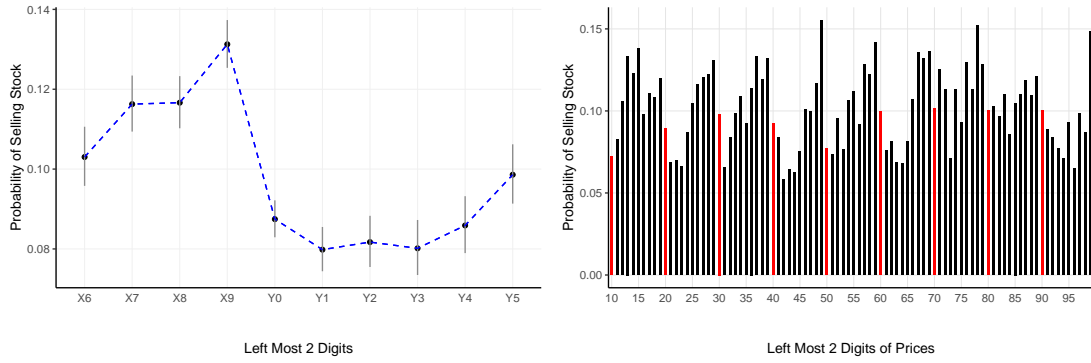 Probability of Selling Stock
0.14
0.12
0.10
0.08
X6 X7 X8 X9 Y0 Y1 Y2 Y3 Y4 Y5
Left Most 2 Digits
Probability of Selling Stock
0.15
0.10
0.05
0.00
10 15 20 25 30 35 40 45 50 55 60 65 70 75 80 85 90 95
Left Most 2 Digits of Prices